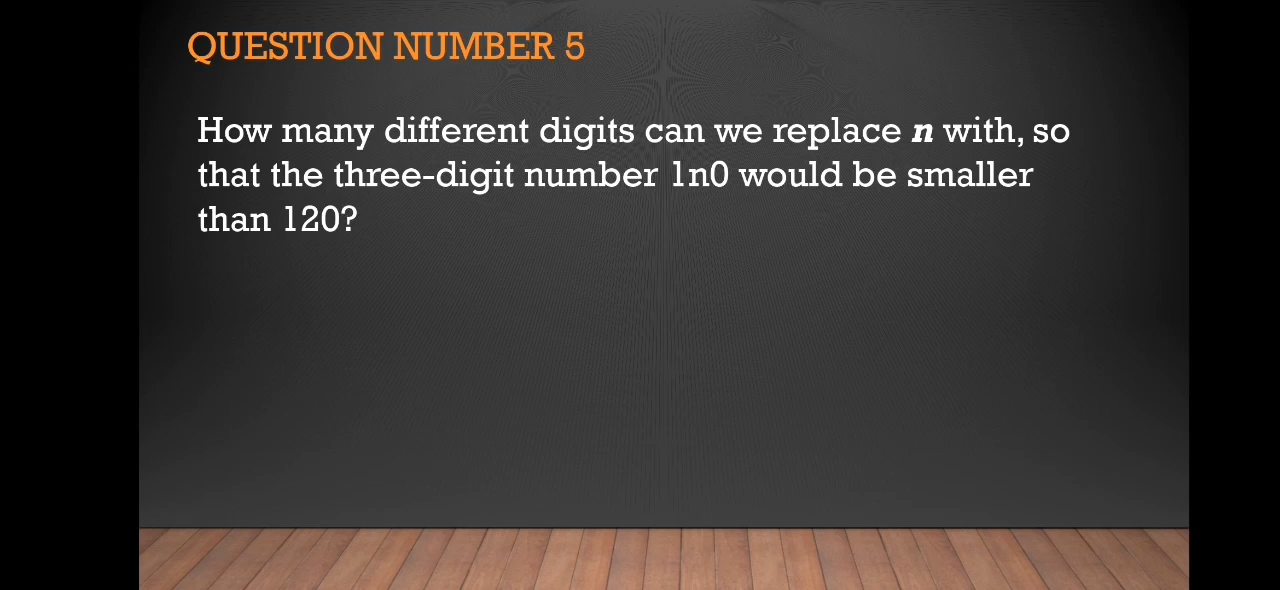 QUESTION NUMBER 5
How many different digits can we replace n with, so
that the three-digit number 1n0 would be smaller
than 120?